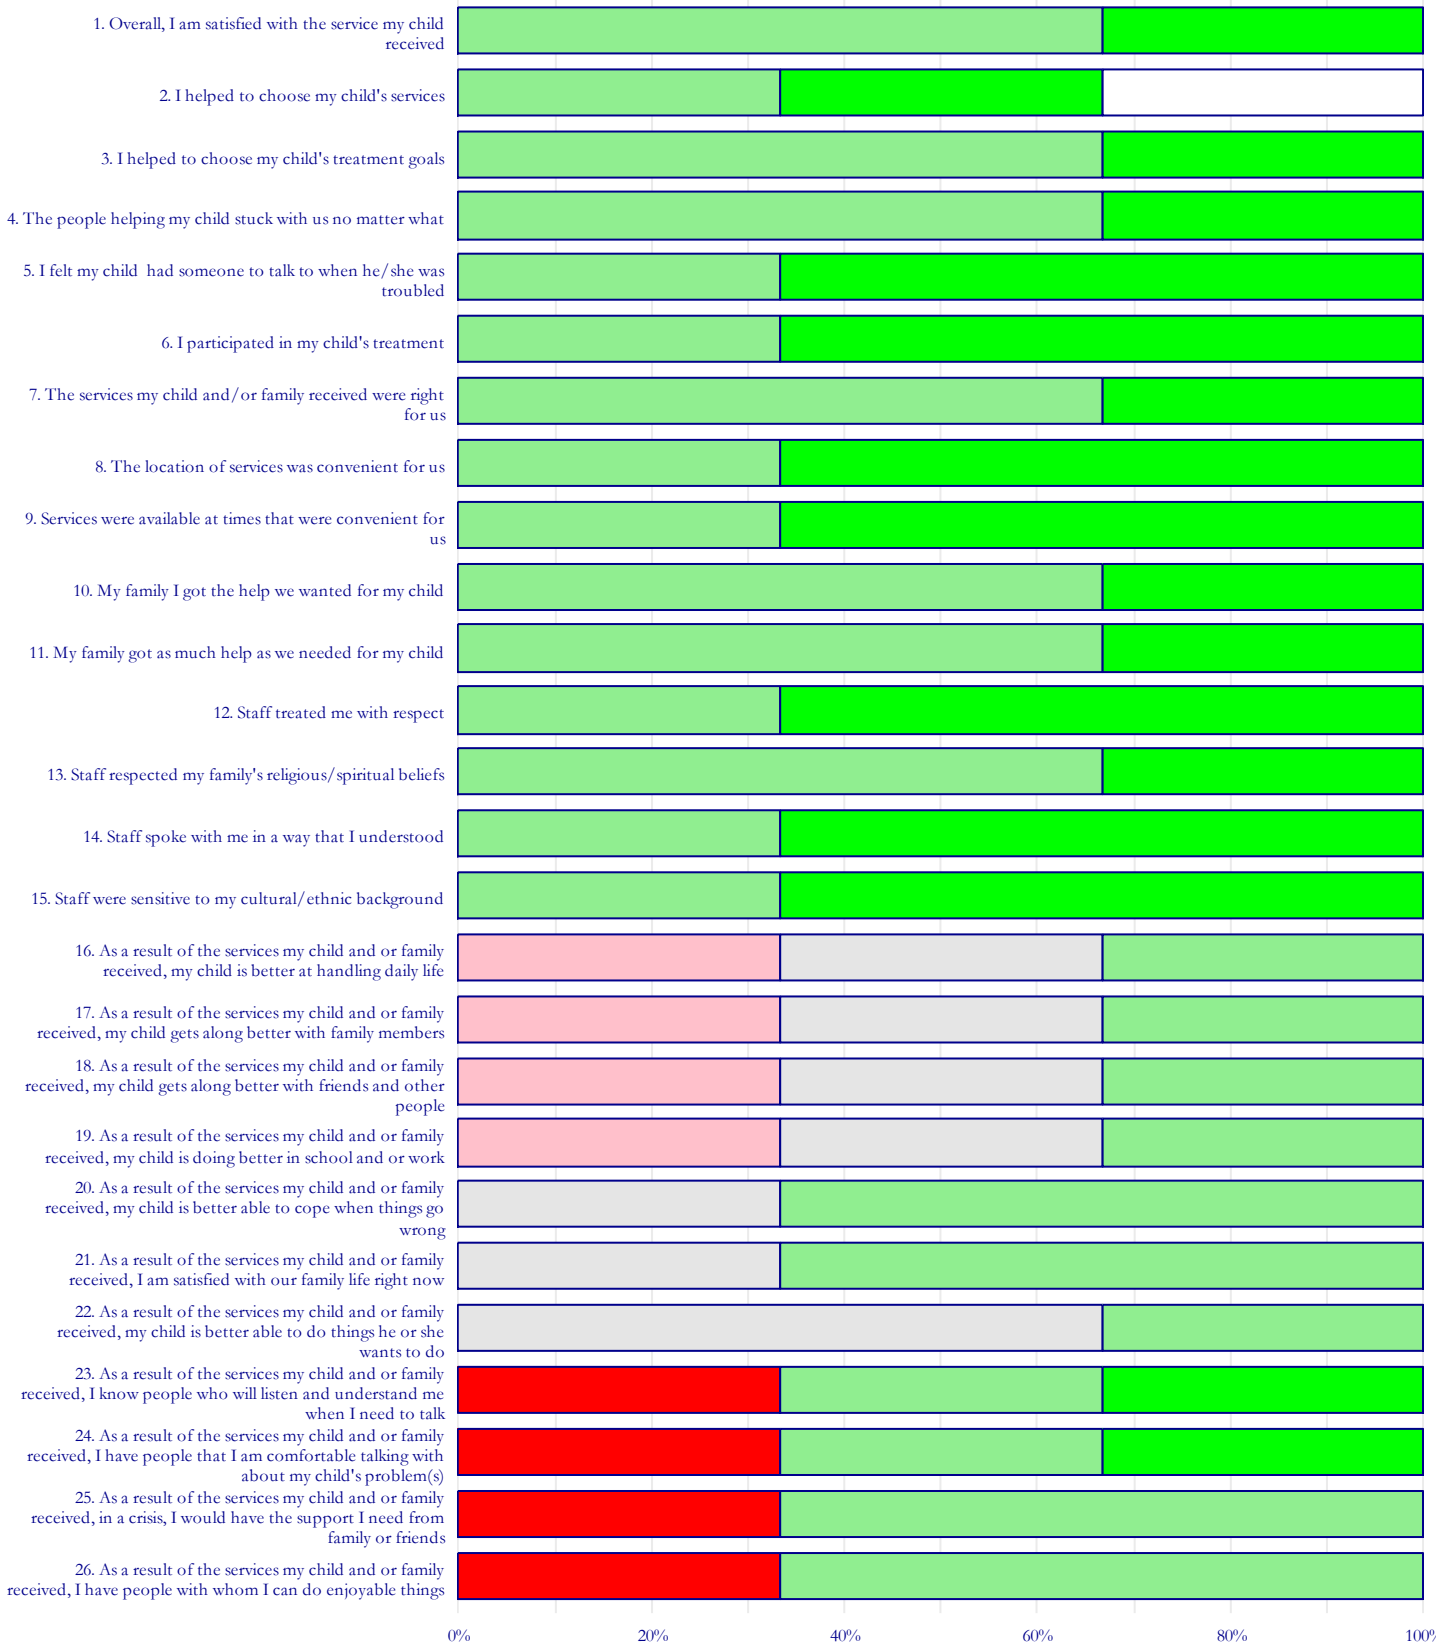 1. Overall, I am satisfied with the service my child
received
2. I helped to choose my child's services
3. I helped to choose my child's treatment goals
4. The people helping my child stuck with us no matter what
5. I felt my child  had someone to talk to when he/she was
troubled
6. I participated in my child's treatment
7. The services my child and/or family received were right
for us
8. The location of services was convenient for us
9. Services were available at times that were convenient for
us
10. My family I got the help we wanted for my child
11. My family got as much help as we needed for my child
12. Staff treated me with respect
13. Staff respected my family's religious/spiritual beliefs
14. Staff spoke with me in a way that I understood
15. Staff were sensitive to my cultural/ethnic background
16. As a result of the services my child and or family
received, my child is better at handling daily life
17. As a result of the services my child and or family
received, my child gets along better with family members
18. As a result of the services my child and or family
received, my child gets along better with friends and other
people
19. As a result of the services my child and or family
received, my child is doing better in school and or work
20. As a result of the services my child and or family
received, my child is better able to cope when things go
wrong
21. As a result of the services my child and or family
received, I am satisfied with our family life right now
22. As a result of the services my child and or family
received, my child is better able to do things he or she
wants to do
23. As a result of the services my child and or family
received, I know people who will listen and understand me
when I need to talk
24. As a result of the services my child and or family
received, I have people that I am comfortable talking with
about my child's problem(s)
25. As a result of the services my child and or family
received, in a crisis, I would have the support I need from
family or friends
26. As a result of the services my child and or family
received, I have people with whom I can do enjoyable things
0% 20% 40% 60% 80% 100%